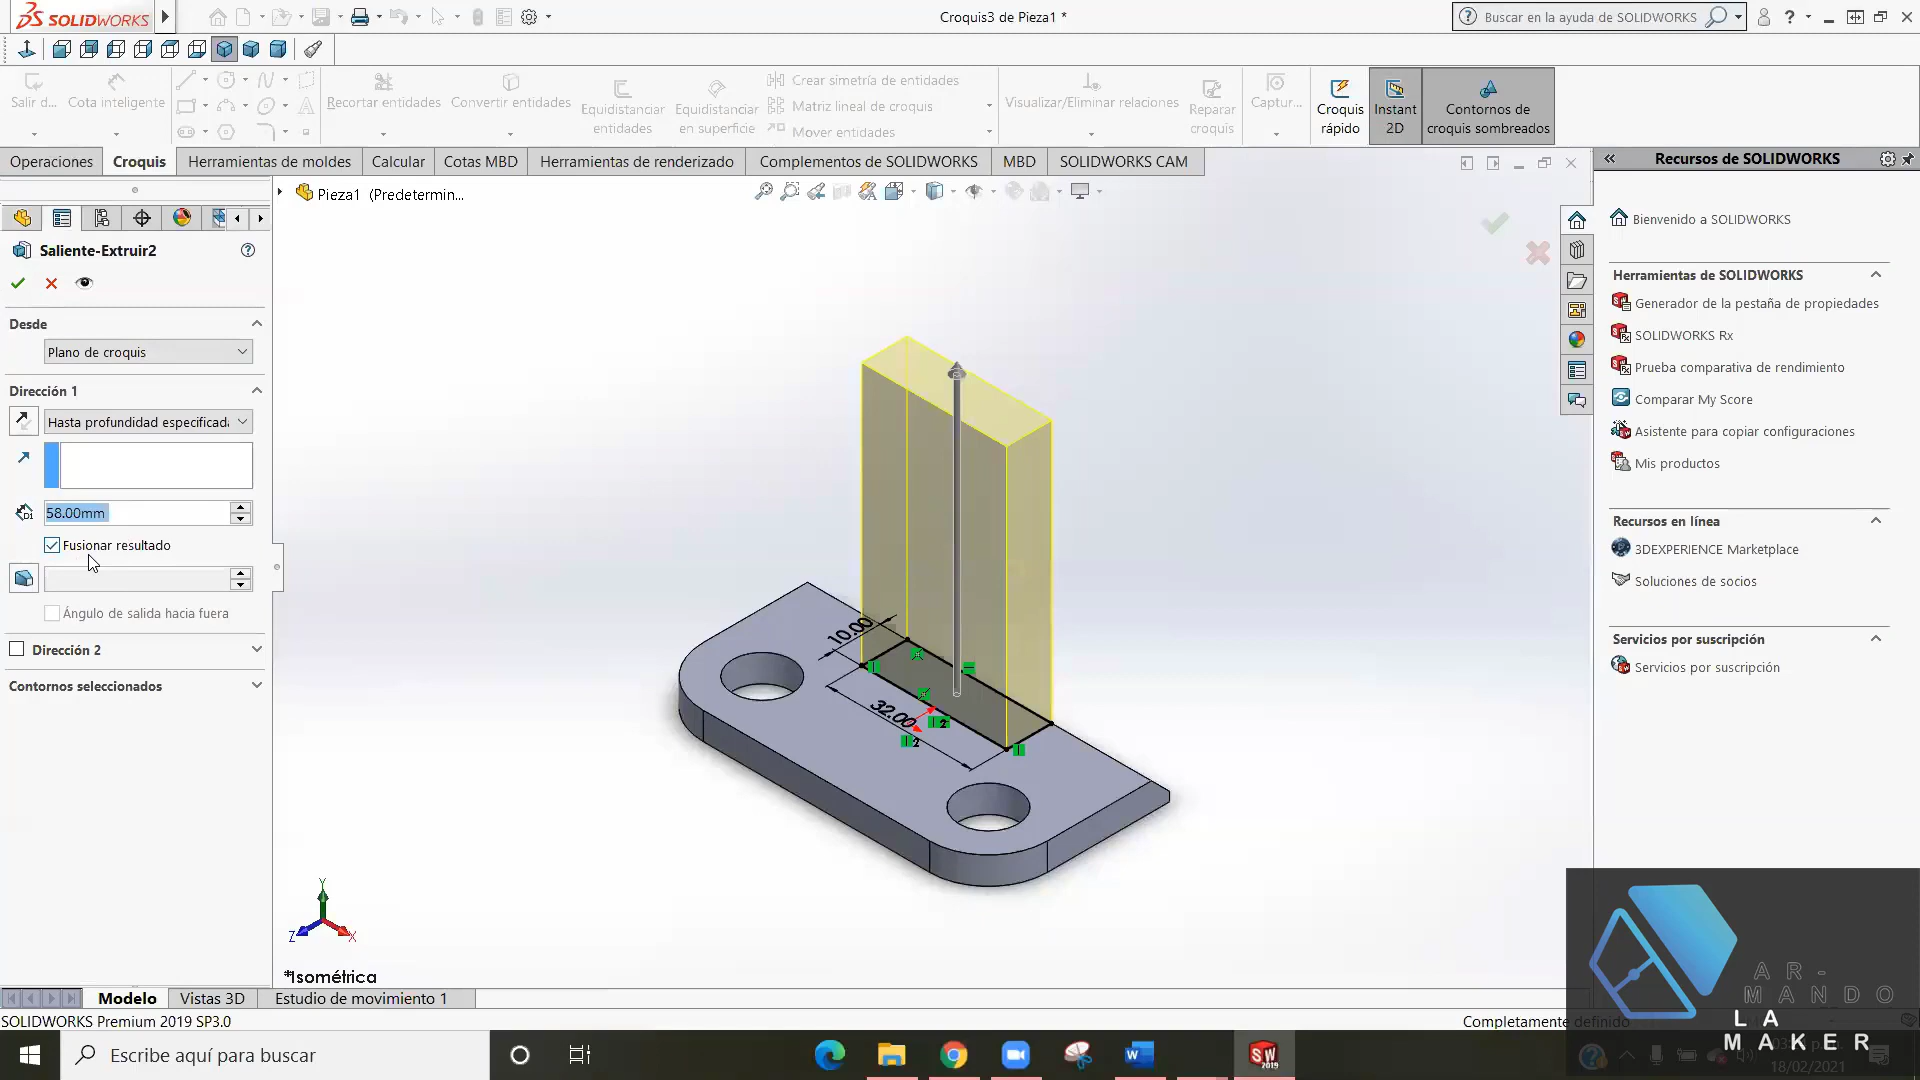 SOLIDWORKS
Croquis3 de Pieza1 *
Buscar en la ayuda de SOLIDWORKS
Salir d...
Cota inteligente
Recortar entidades
Convertir entidades
Equidistanciar entidades
Equidistanciar en superficie
Crear simetría de entidades
Matriz lineal de croquis
Mover entidades
Visualizar/Eliminar relaciones
Reparar croquis
Captur...
Croquis rápido
Instant 2D
Contornos de croquis sombreados
Operaciones
Croquis
Herramientas de moldes
Calcular
Cotas MBD
Herramientas de renderizado
Complementos de SOLIDWORKS
MBD
SOLIDWORKS CAM
Saliente-Extruir2
Desde
Plano de croquis
Dirección 1
Hasta profundidad especificada
58.00mm
Fusionar resultado
Ángulo de salida hacia fuera
Dirección 2
Contornos seleccionados
Pieza1 (Predetermin...
10.00
32.00
Y
Z
X
*Isométrica
Recursos de SOLIDWORKS
Bienvenido a SOLIDWORKS
Herramientas de SOLIDWORKS
Generador de la pestaña de propiedades
SOLIDWORKS Rx
Prueba comparativa de rendimiento
Comparar My Score
Asistente para copiar configuraciones
Mis productos
Recursos en línea
3DEXPERIENCE Marketplace
Soluciones de socios
Servicios por suscripción
Servicios por suscripción
Modelo
Vistas 3D
Estudio de movimiento 1
SOLIDWORKS Premium 2019 SP3.0
Completamente definido
Escribe aquí para buscar
AR-
MANDO
LA
MAKER
18/02/2021